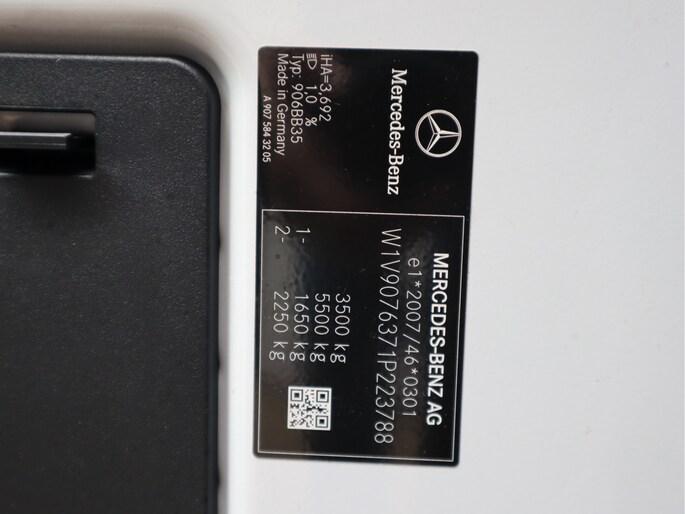 Mercedes-Benz
iHA=3,692
1,0 %
Typ: 906BB35
Made in Germany
A 907 584 32 05
MERCEDES-BENZ AG
e1*2007/46*0301
W1V9076371P223788
3500 kg
5500 kg
1- 1650 kg
2- 2250 kg